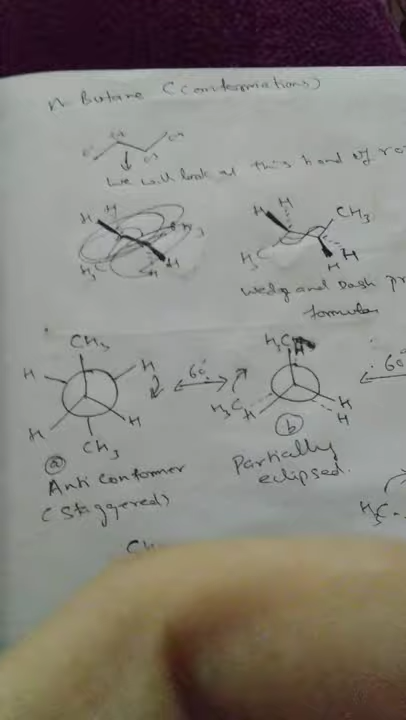 n Butane (Conformations)
We will look at this bond of
H H
H H
H₃C
H
H
CH₃
H₃C
H
H
Wedge and Dash
formula
CH₃
H
H
H
H
CH₃
60°
H₃C
H
H₃C
H
H
H
60°
(a)
Anti conformer
(Staggered)
(b)
Partially
eclipsed.
H₃C